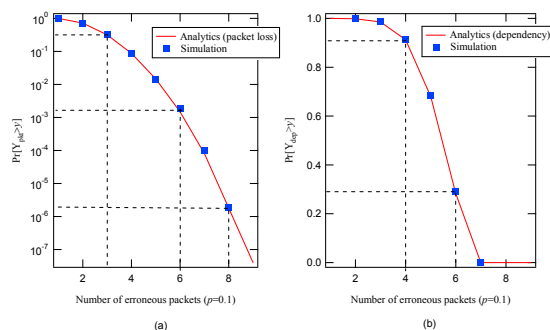 10^0
10^-1
10^-2
10^-3
10^-4
10^-5
10^-6
10^-7
Pr[Y_pkt>y]
Analytics (packet loss)
Simulation
2
4
6
8
Number of erroneous packets (p=0.1)
(a)
1.0
0.8
0.6
0.4
0.2
0.0
Pr[Y_dep>y]
Analytics (dependency)
Simulation
2
4
6
8
Number of erroneous packets (p=0.1)
(b)